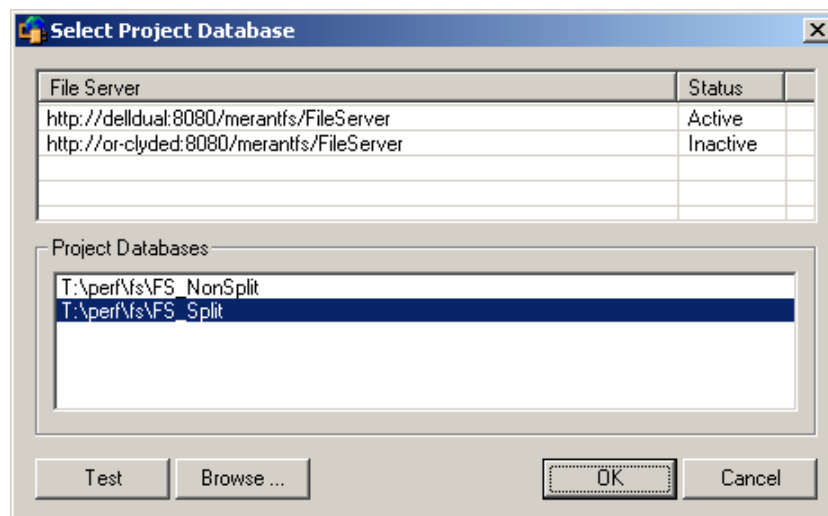 Select Project Database
File Server Status
http://delldual:8080/merantfs/FileServer Active
http://or-clyded:8080/merantfs/FileServer Inactive
Project Databases
T:\perf\fs\FS_NonSplit
T:\perf\fs\FS_Split
Test Browse ... OK Cancel